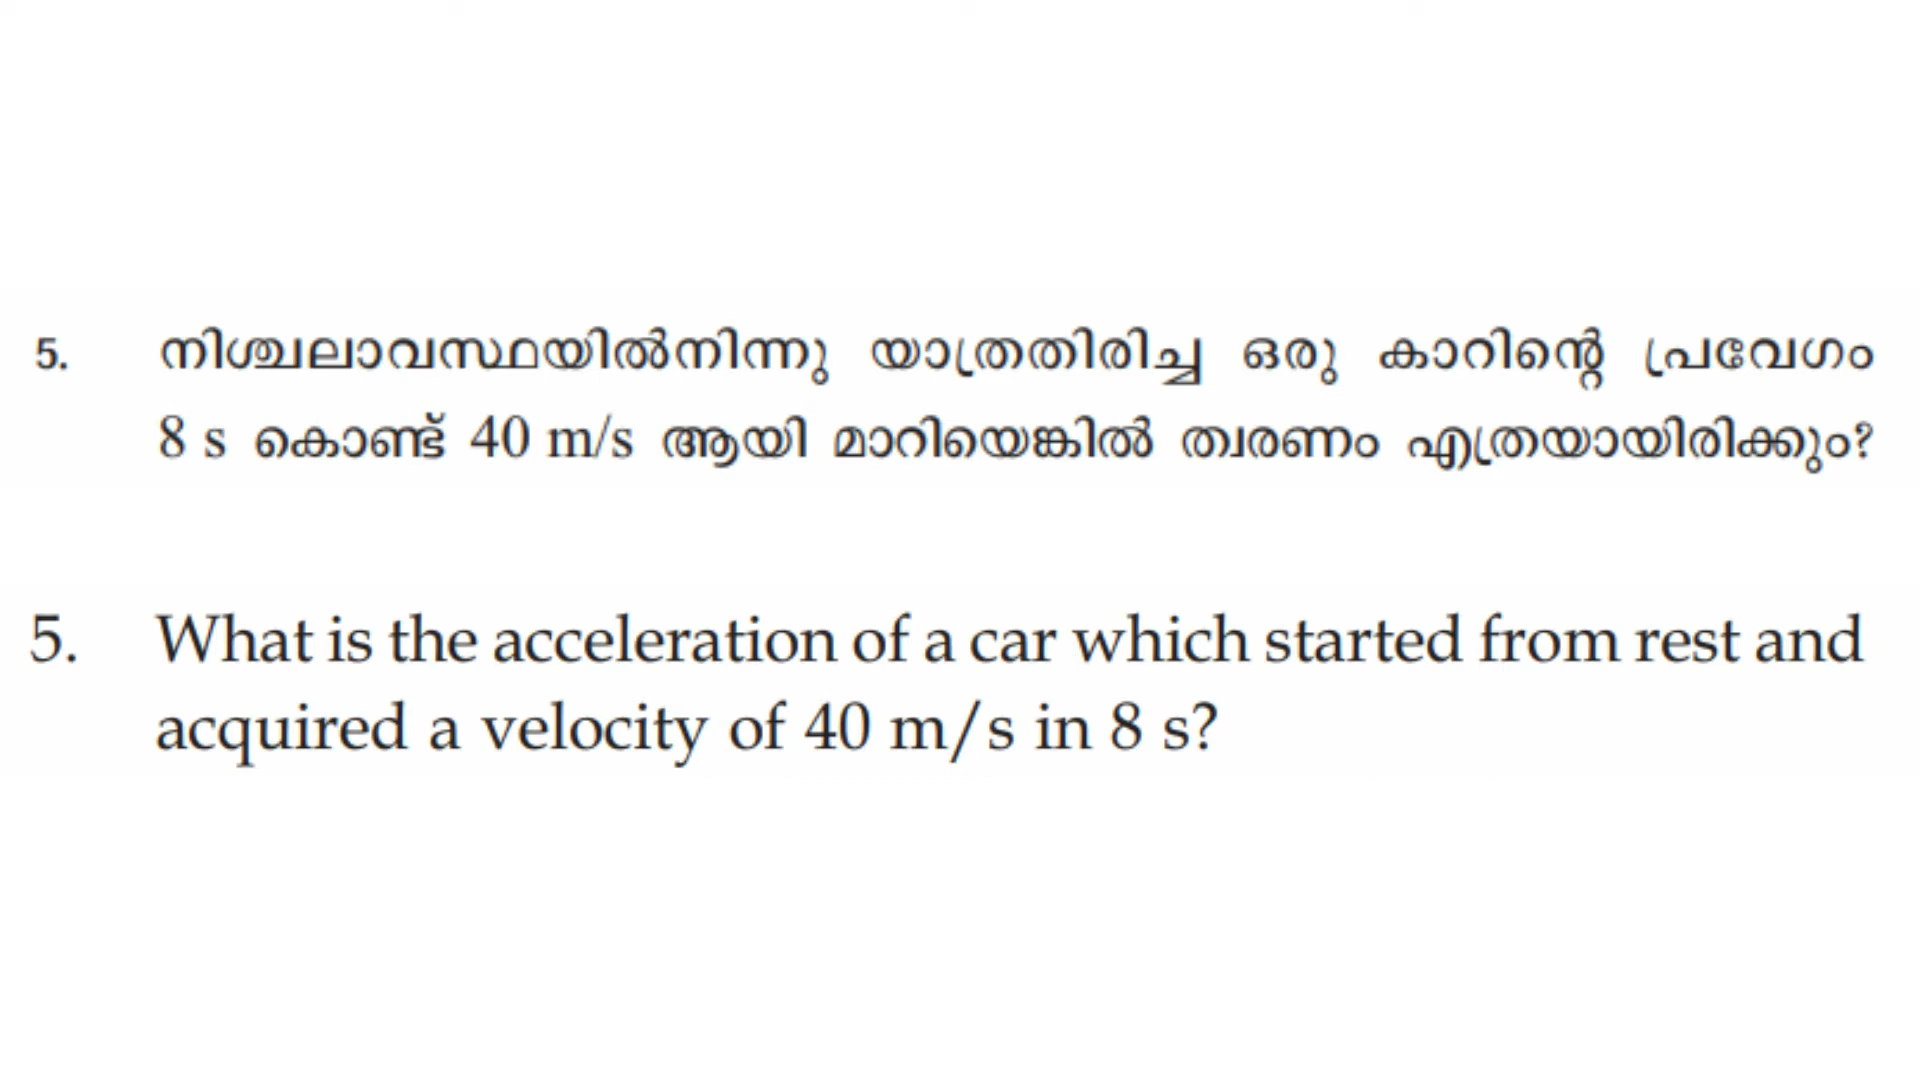 5. നിശ്ചലാവസ്ഥയിൽനിന്നു യാത്രതിരിച്ച ഒരു കാറിന്റെ പ്രവേഗം
8 s കൊണ്ട് 40 m/s ആയി മാറിയെങ്കിൽ ത്വരണം എത്രയായിരിക്കും?
5. What is the acceleration of a car which started from rest and
acquired a velocity of 40 m/s in 8 s?